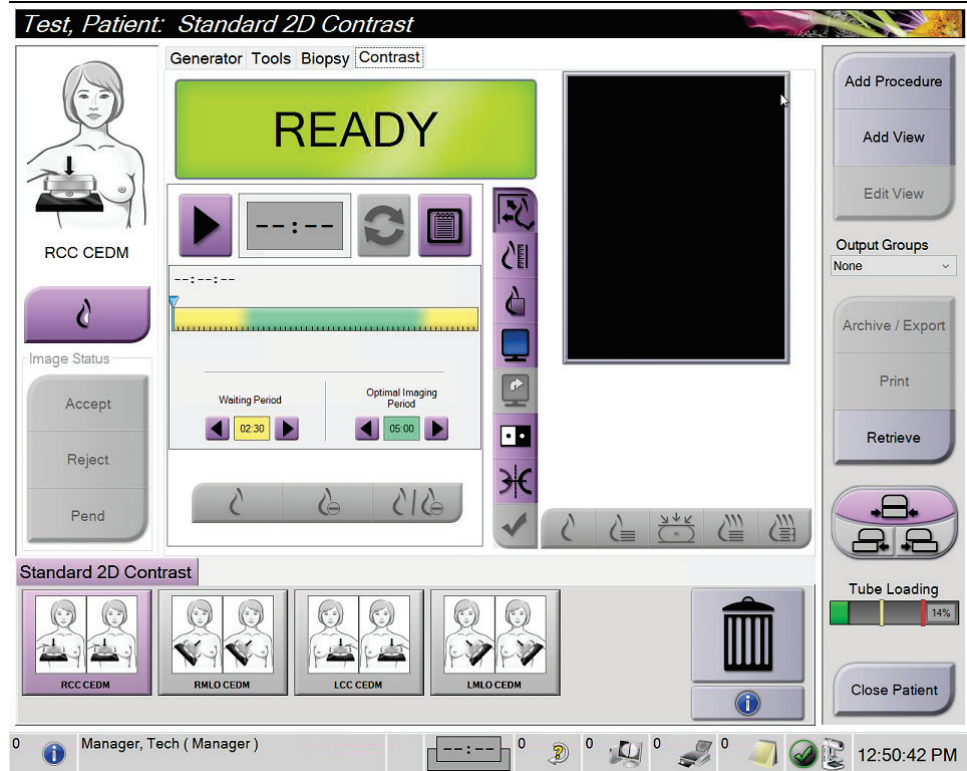 Test, Patient: Standard 2D Contrast
Generator Tools Biopsy Contrast
READY
--:--
--:--:--
Waiting Period
02:30
Optimal Imaging
Period
05:00
RCC CEDM
Image Status
Accept
Reject
Pend
Add Procedure
Add View
Edit View
Output Groups
None
Archive / Export
Print
Retrieve
Tube Loading
14%
Close Patient
Standard 2D Contrast
RCC CEDM
RMLO CEDM
LCC CEDM
LMLO CEDM
0
Manager, Tech ( Manager )
--:--
0
0
0
0
12:50:42 PM